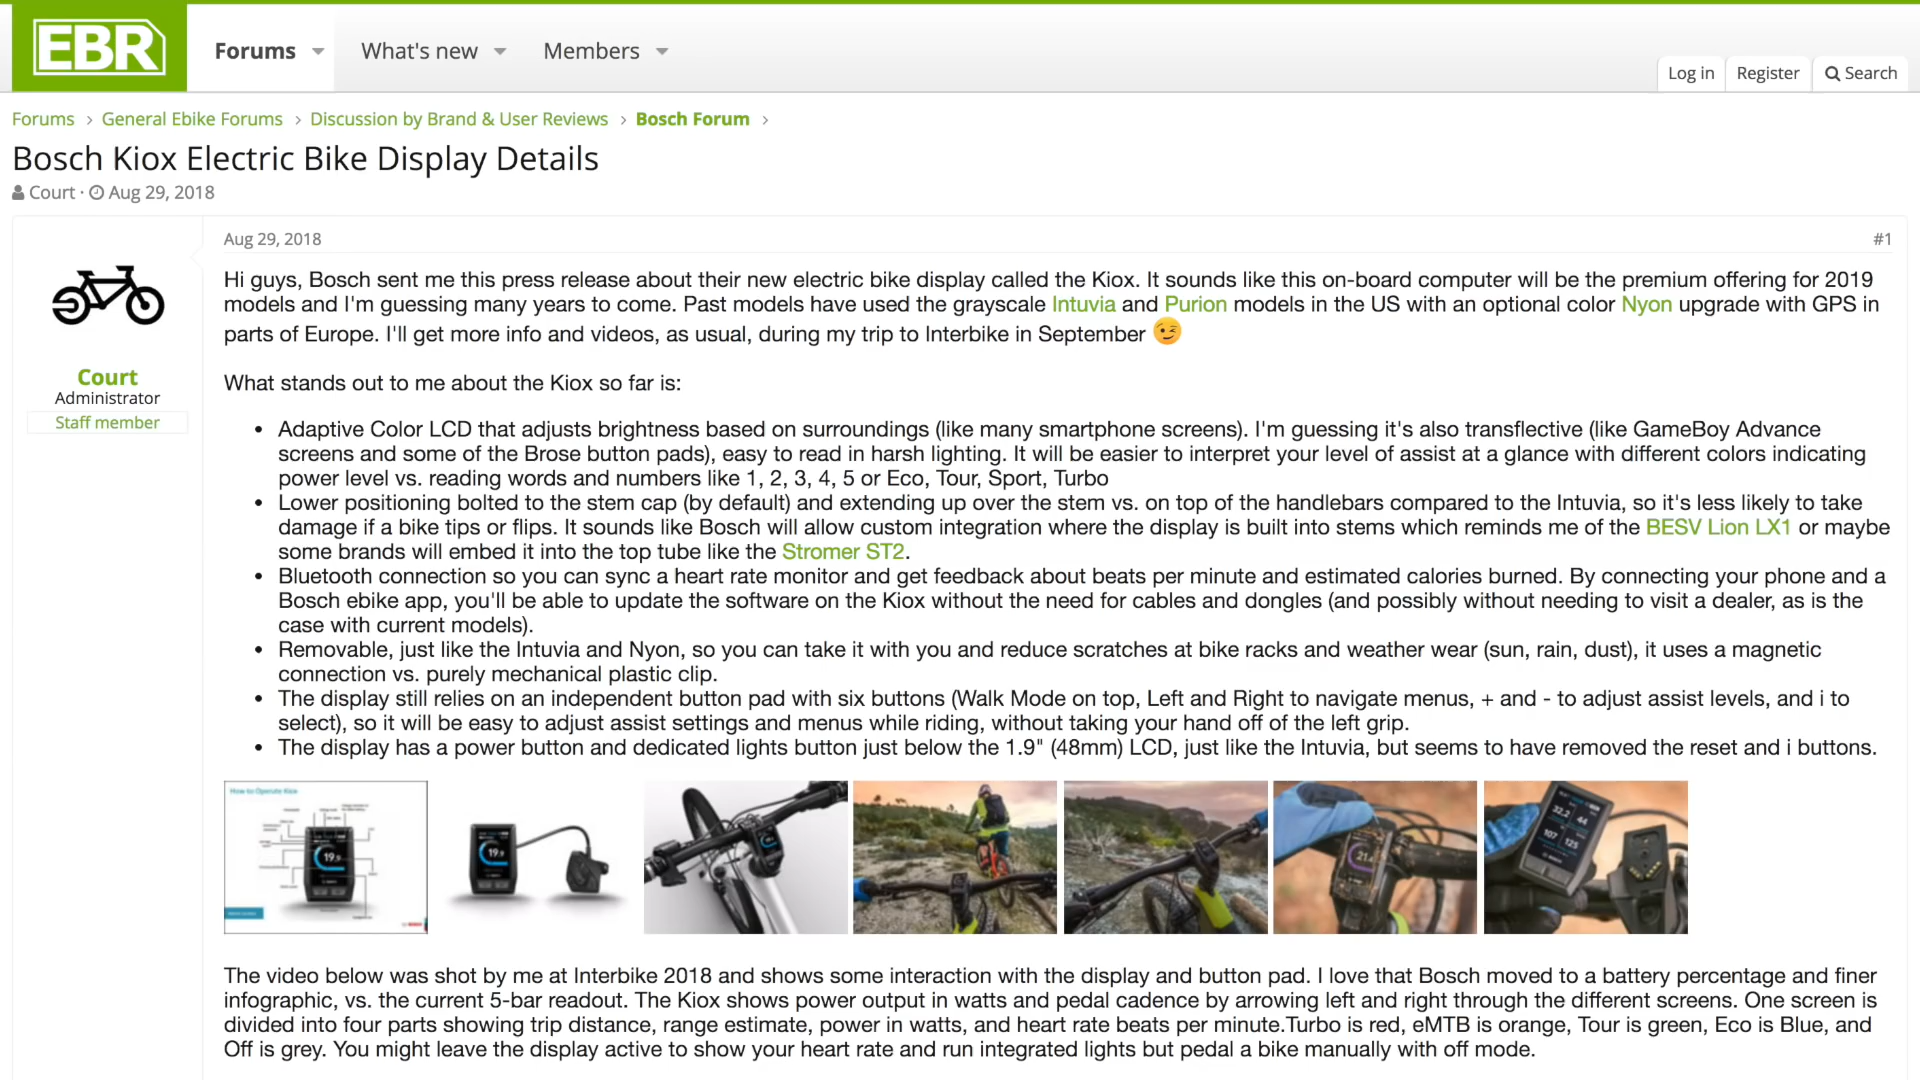 EBR
Forums
What's new
Members
Log in
Register
Search
Forums › General Ebike Forums › Discussion by Brand & User Reviews › Bosch Forum ›
Bosch Kiox Electric Bike Display Details
Court · Aug 29, 2018
Aug 29, 2018
#1
Court
Administrator
Staff member
Hi guys, Bosch sent me this press release about their new electric bike display called the Kiox. It sounds like this on-board computer will be the premium offering for 2019
models and I'm guessing many years to come. Past models have used the grayscale Intuvia and Purion models in the US with an optional color Nyon upgrade with GPS in
parts of Europe. I'll get more info and videos, as usual, during my trip to Interbike in September 😉
What stands out to me about the Kiox so far is:
• Adaptive Color LCD that adjusts brightness based on surroundings (like many smartphone screens). I'm guessing it's also transflective (like GameBoy Advance
screens and some of the Brose button pads), easy to read in harsh lighting. It will be easier to interpret your level of assist at a glance with different colors indicating
power level vs. reading words and numbers like 1, 2, 3, 4, 5 or Eco, Tour, Sport, Turbo
• Lower positioning bolted to the stem cap (by default) and extending up over the stem vs. on top of the handlebars compared to the Intuvia, so it's less likely to take
damage if a bike tips or flips. It sounds like Bosch will allow custom integration where the display is built into stems which reminds me of the BESV Lion LX1 or maybe
some brands will embed it into the top tube like the Stromer ST2.
• Bluetooth connection so you can sync a heart rate monitor and get feedback about beats per minute and estimated calories burned. By connecting your phone and a
Bosch ebike app, you'll be able to update the software on the Kiox without the need for cables and dongles (and possibly without needing to visit a dealer, as is the
case with current models).
• Removable, just like the Intuvia and Nyon, so you can take it with you and reduce scratches at bike racks and weather wear (sun, rain, dust), it uses a magnetic
connection vs. purely mechanical plastic clip.
• The display still relies on an independent button pad with six buttons (Walk Mode on top, Left and Right to navigate menus, + and - to adjust assist levels, and i to
select), so it will be easy to adjust assist settings and menus while riding, without taking your hand off of the left grip.
• The display has a power button and dedicated lights button just below the 1.9" (48mm) LCD, just like the Intuvia, but seems to have removed the reset and i buttons.
How to Operate Kiox
19.9
19.9
214
32,2 44
107 125
The video below was shot by me at Interbike 2018 and shows some interaction with the display and button pad. I love that Bosch moved to a battery percentage and finer
infographic, vs. the current 5-bar readout. The Kiox shows power output in watts and pedal cadence by arrowing left and right through the different screens. One screen is
divided into four parts showing trip distance, range estimate, power in watts, and heart rate beats per minute.Turbo is red, eMTB is orange, Tour is green, Eco is Blue, and
Off is grey. You might leave the display active to show your heart rate and run integrated lights but pedal a bike manually with off mode.